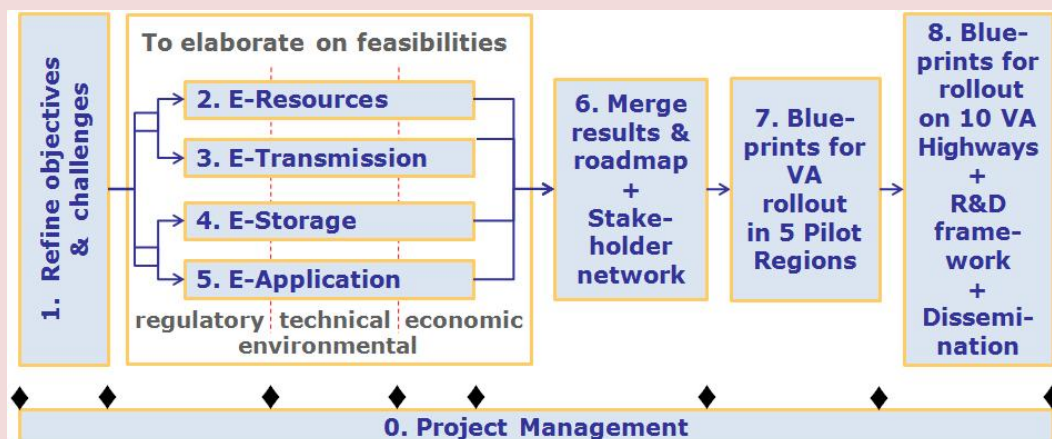 1. Refine objectives
& challenges
To elaborate on feasibilities
2. E-Resources
3. E-Transmission
4. E-Storage
5. E-Application
regulatory technical economic
environmental
6. Merge
results &
roadmap
+
Stake-
holder
network
7. Blue-
prints for
VA
rollout
in 5 Pilot
Regions
8. Blue-
prints for
rollout
on 10 VA
Highways
+
R&D
frame-
work
+
Dissemi-
nation
0. Project Management